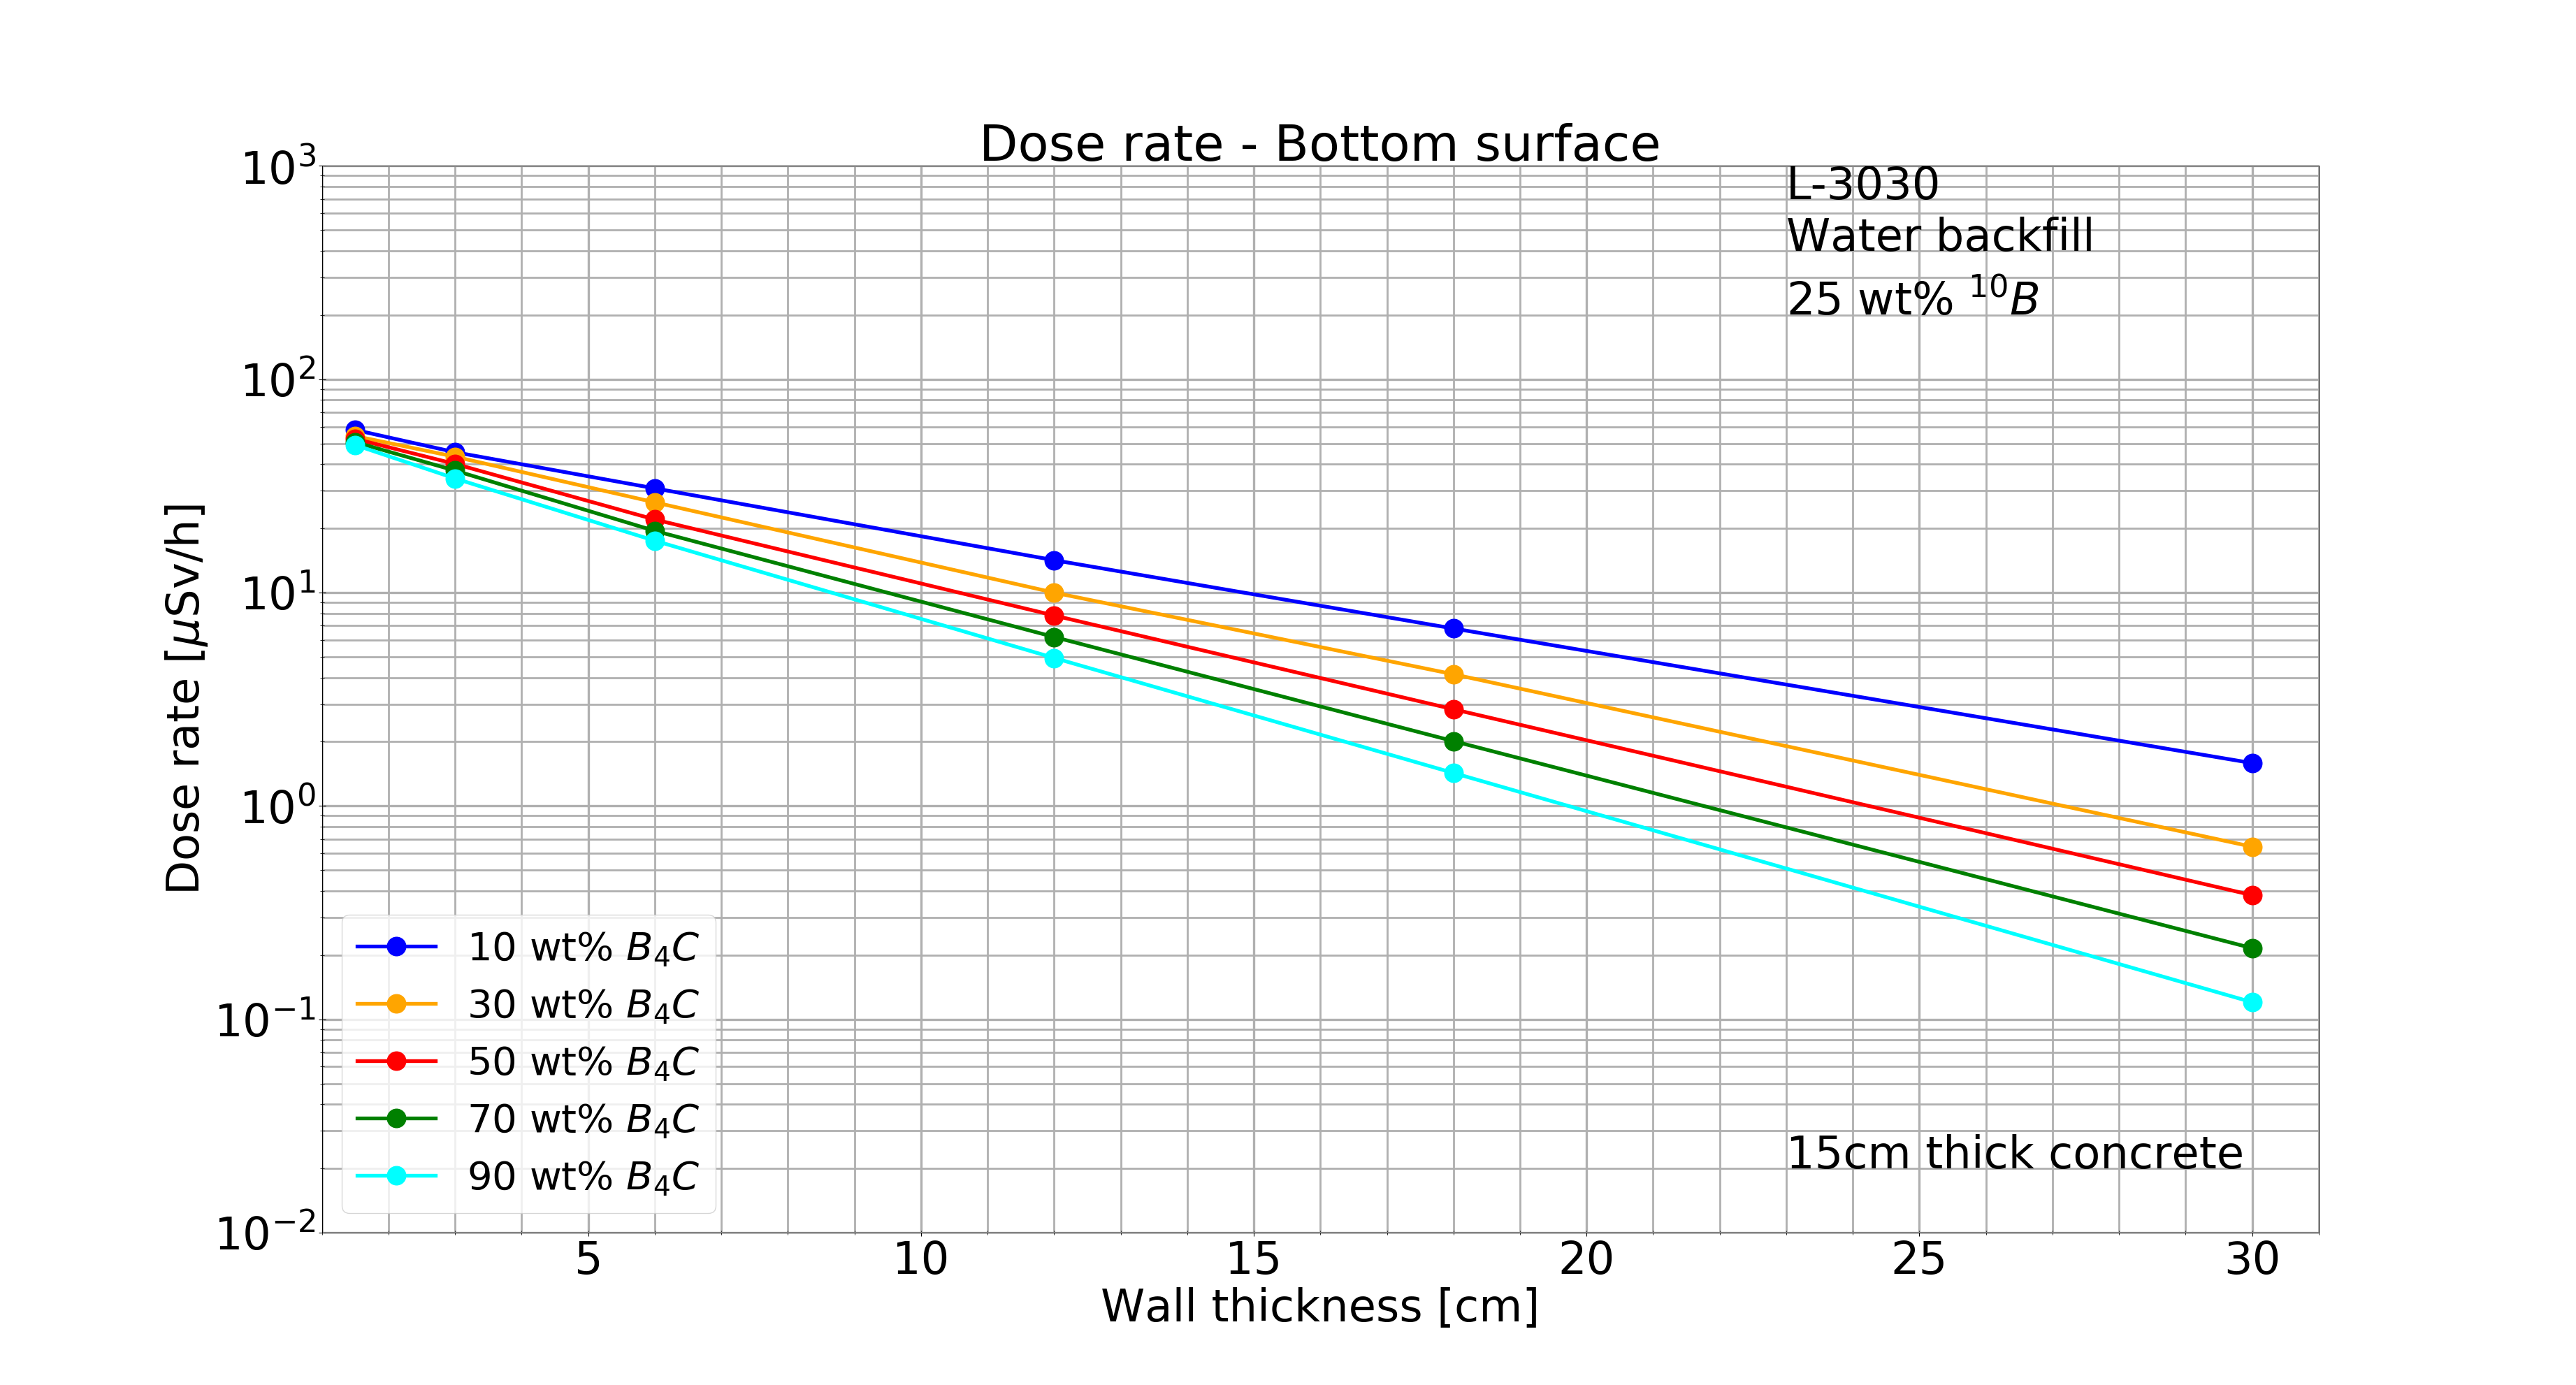 Dose rate - Bottom surface
L-3030
Water backfill
25 wt% ¹⁰B
10³
10²
10¹
10⁰
10⁻¹
10⁻²
Dose rate [μSv/h]
10 wt% B₄C
30 wt% B₄C
50 wt% B₄C
70 wt% B₄C
90 wt% B₄C
15cm thick concrete
5 10 15 20 25 30
Wall thickness [cm]